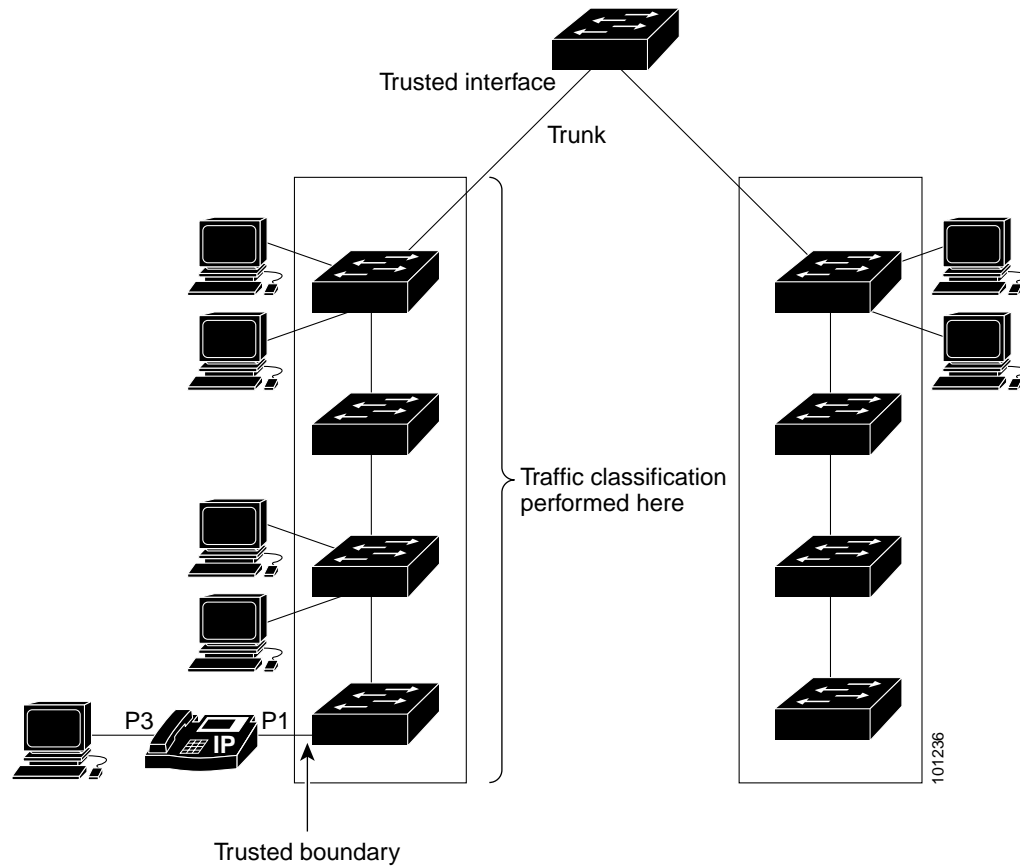 Trusted interface
Trunk
Traffic classification
performed here
P3
IP
P1
101236
Trusted boundary